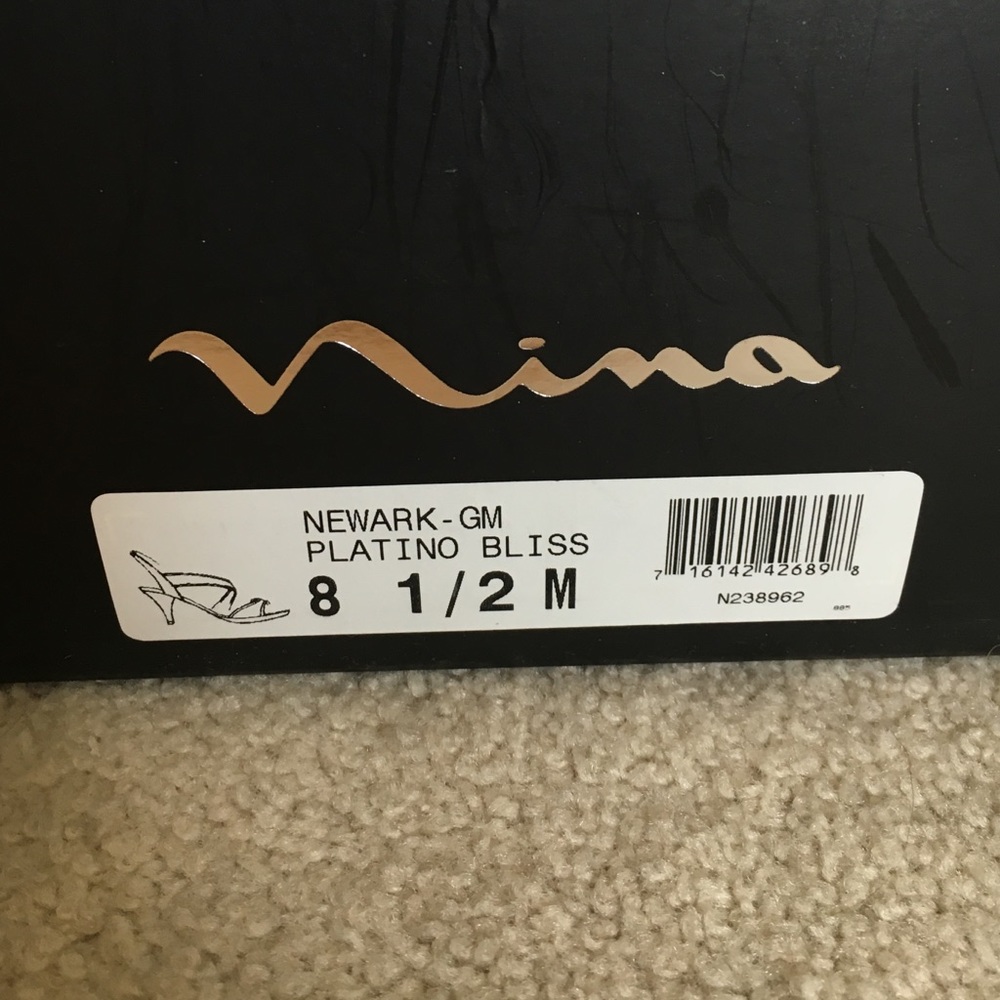 nina
NEWARK-GM
PLATINO BLISS
8 1/2 M
7 16142 42689 8
N238962